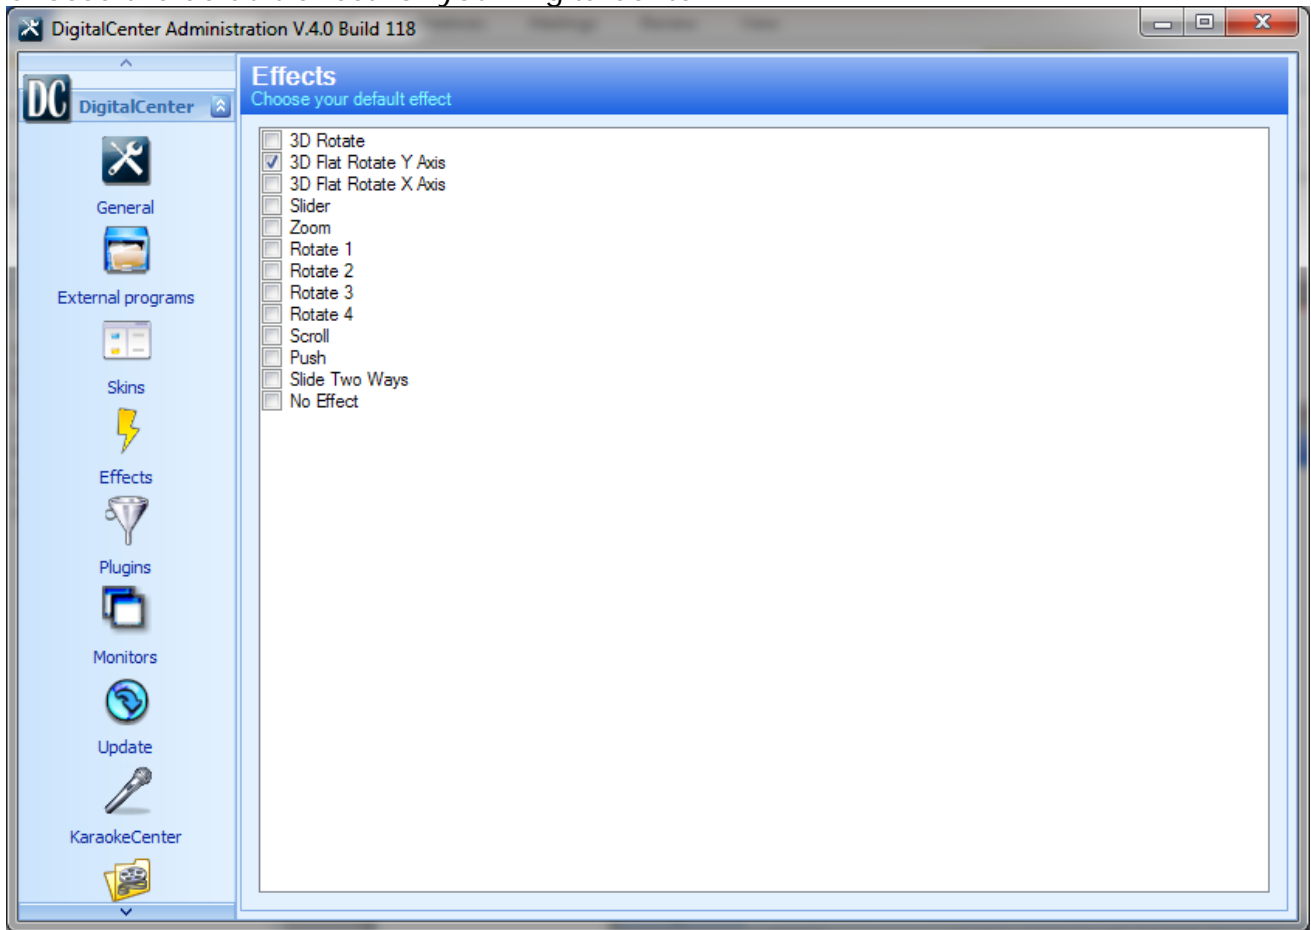 DigitalCenter Administration V.4.0 Build 118
DC DigitalCenter
General
External programs
Skins
Effects
Plugins
Monitors
Update
KaraokeCenter
Effects
Choose your default effect
3D Rotate
3D Flat Rotate Y Axis
3D Flat Rotate X Axis
Slider
Zoom
Rotate 1
Rotate 2
Rotate 3
Rotate 4
Scroll
Push
Slide Two Ways
No Effect